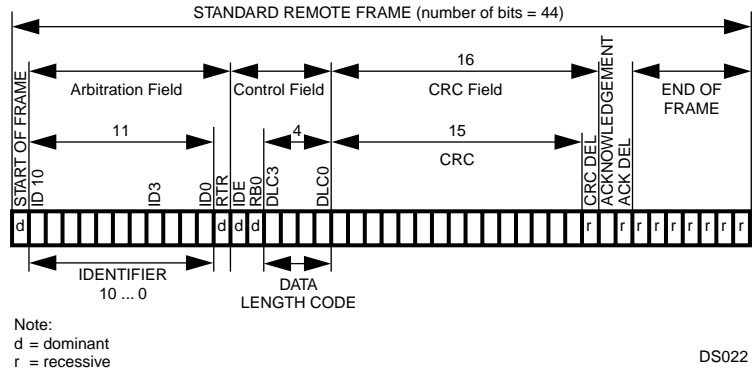 STANDARD REMOTE FRAME (number of bits = 44)
16
Arbitration Field
Control Field
CRC Field
END OF
FRAME
11
4
15
CRC
START OF FRAME
ID 10
ID3
ID0
RTR
IDE
RB0
DLC3
DLC0
CRC DEL
ACKNOWLEDGEMENT
ACK DEL
d d d d r r r r r r r r r
IDENTIFIER
10 ... 0
DATA
LENGTH CODE
Note:
d = dominant
r = recessive
DS022